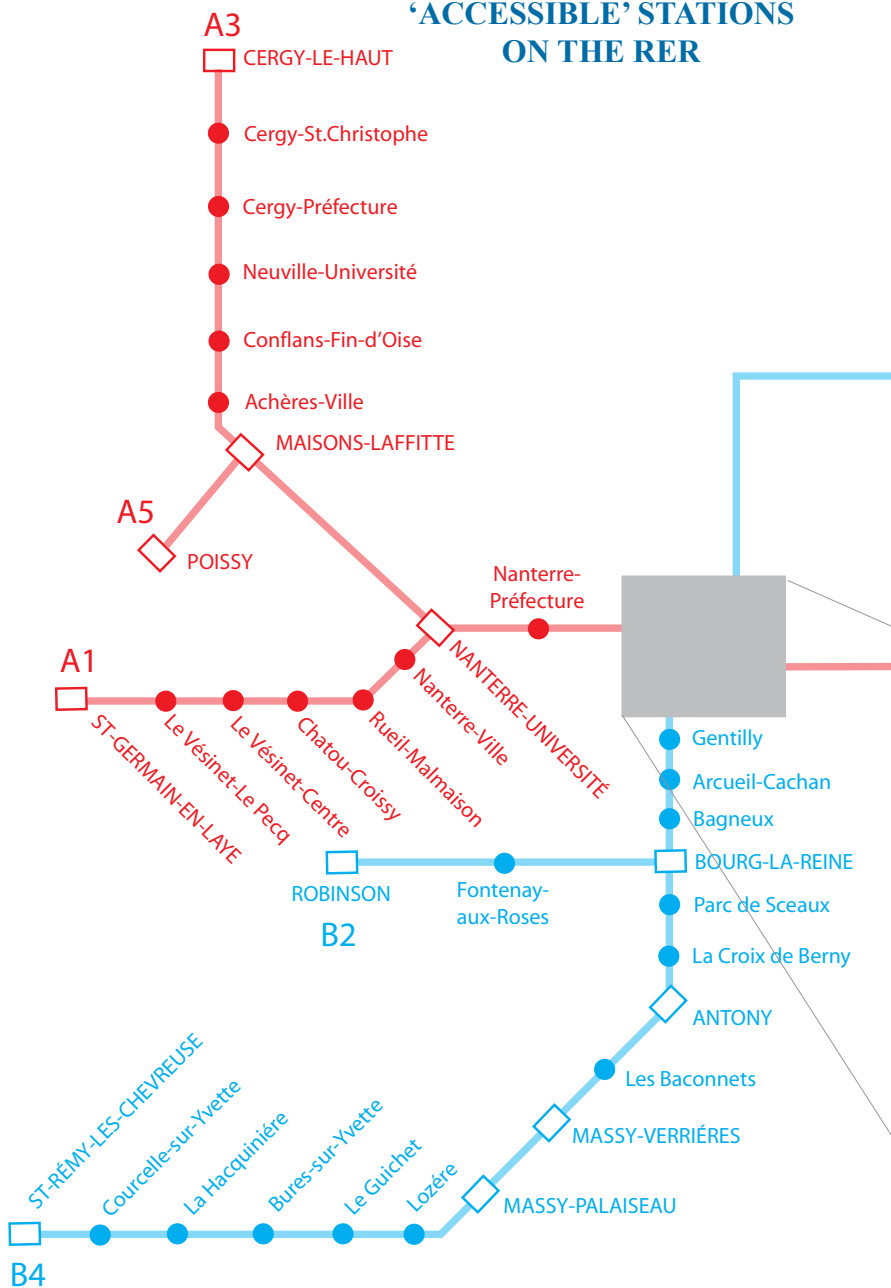 ‘ACCESSIBLE’ STATIONS
ON THE RER
A3
CERGY-LE-HAUT
Cergy-St.Christophe
Cergy-Préfecture
Neuville-Université
Conflans-Fin-d’Oise
Achères-Ville
MAISONS-LAFFITTE
A5
POISSY
Nanterre-
Préfecture
A1
ST-GERMAIN-EN-LAYE
Le Vésinet-Le Pecq
Le Vésinet-Centre
Chatou-Croissy
Rueil-Malmaison
Nanterre-Ville
NANTERRE-UNIVERSITÉ
Gentilly
Arcueil-Cachan
Bagneux
BOURG-LA-REINE
ROBINSON
Fontenay-
aux-Roses
B2
Parc de Sceaux
La Croix de Berny
ANTONY
Les Baconnets
MASSY-VERRIÉRES
MASSY-PALAISEAU
ST-RÉMY-LES-CHEVREUSE
Courcelle-sur-Yvette
La Hacquiniére
Bures-sur-Yvette
Le Guichet
Lozére
B4